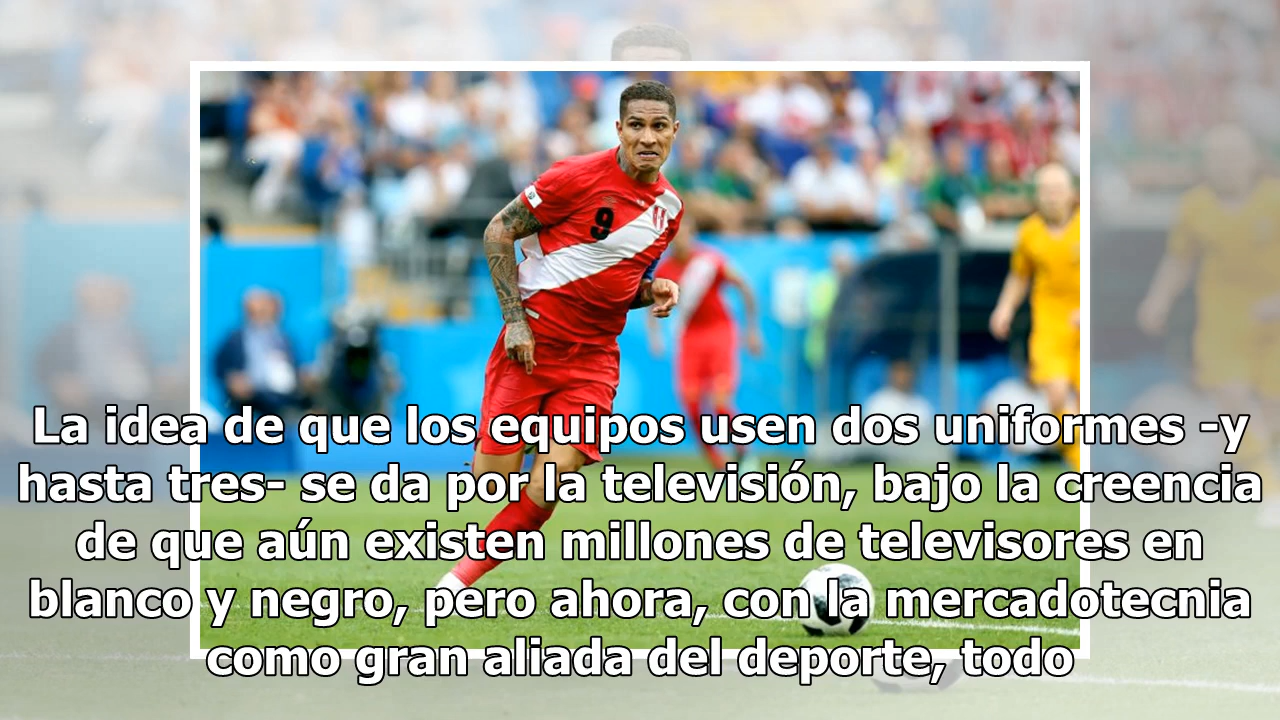 9
La idea de que los equipos usen dos uniformes -y
hasta tres- se da por la televisión, bajo la creencia
de que aún existen millones de televisores en
blanco y negro, pero ahora, con la mercadotecnia
como gran aliada del deporte, todo